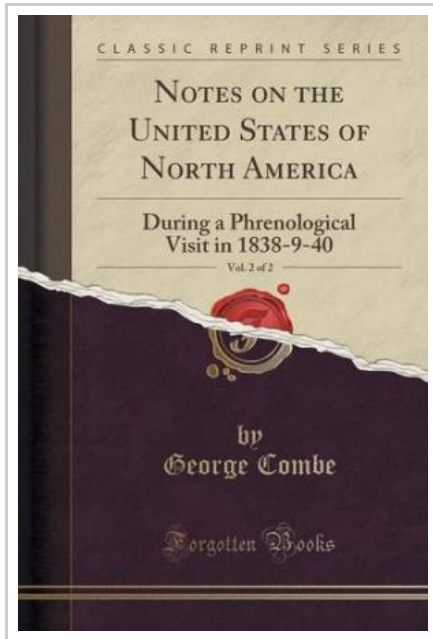 CLASSIC REPRINT SERIES
NOTES ON THE
UNITED STATES OF
NORTH AMERICA
During a Phrenological
Visit in 1838-9-40
Vol. 2 of 2
by
George Combe
Forgotten Books